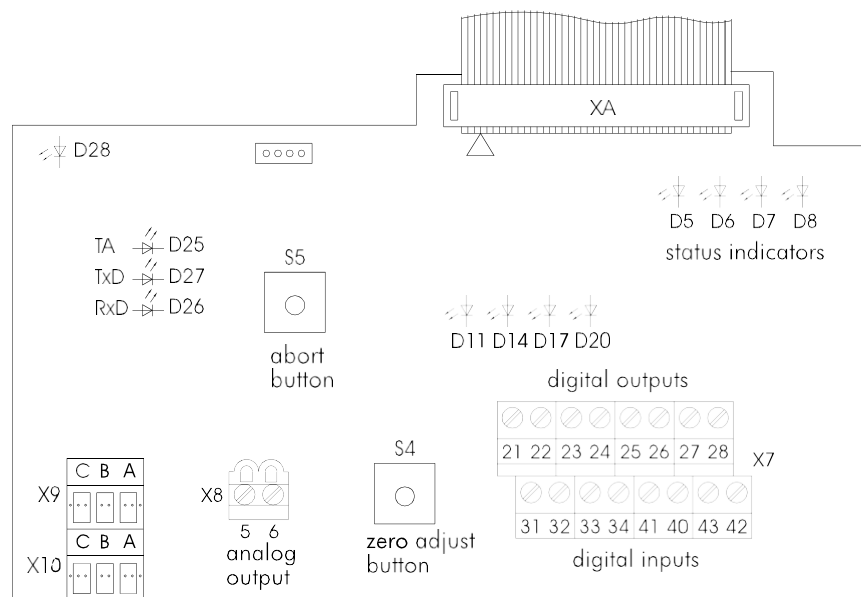 XA
D28
D5 D6 D7 D8
status indicators
TA D25
TxD D27
RxD D26
S5
abort
button
D11 D14 D17 D20
digital outputs
21 22 23 24 25 26 27 28
X7
31 32 33 34 41 40 43 42
digital inputs
S4
zero adjust
button
X8
5 6
analog
output
X9
C B A
X10
C B A